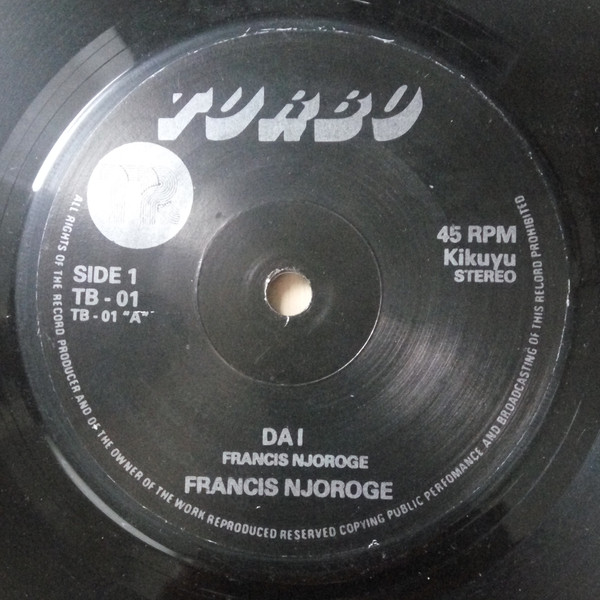 TURBO
SIDE 1
TB - 01
TB - 01 "A"
45 RPM
Kikuyu
STEREO
DA I
FRANCIS NJOROGE
FRANCIS NJOROGE
ALL RIGHTS OF THE RECORD PRODUCER AND OF THE OWNER OF THE WORK REPRODUCED RESERVED COPYING PUBLIC PERFOMANCE AND BROADCASTING OF THIS RECORD PROHIBITED